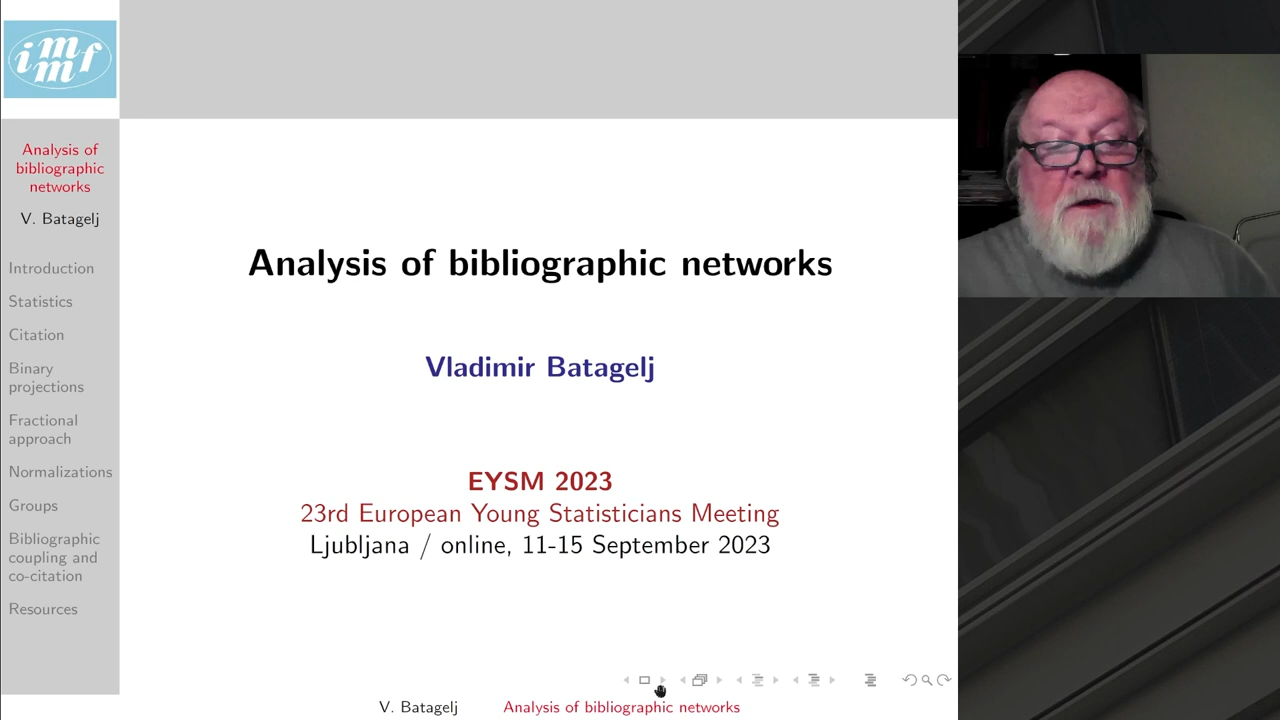 immf
Analysis of
bibliographic
networks
V. Batagelj
Introduction
Statistics
Citation
Binary
projections
Fractional
approach
Normalizations
Groups
Bibliographic
coupling and
co-citation
Resources
Analysis of bibliographic networks
Vladimir Batagelj
EYSM 2023
23rd European Young Statisticians Meeting
Ljubljana / online, 11-15 September 2023
V. Batagelj Analysis of bibliographic networks